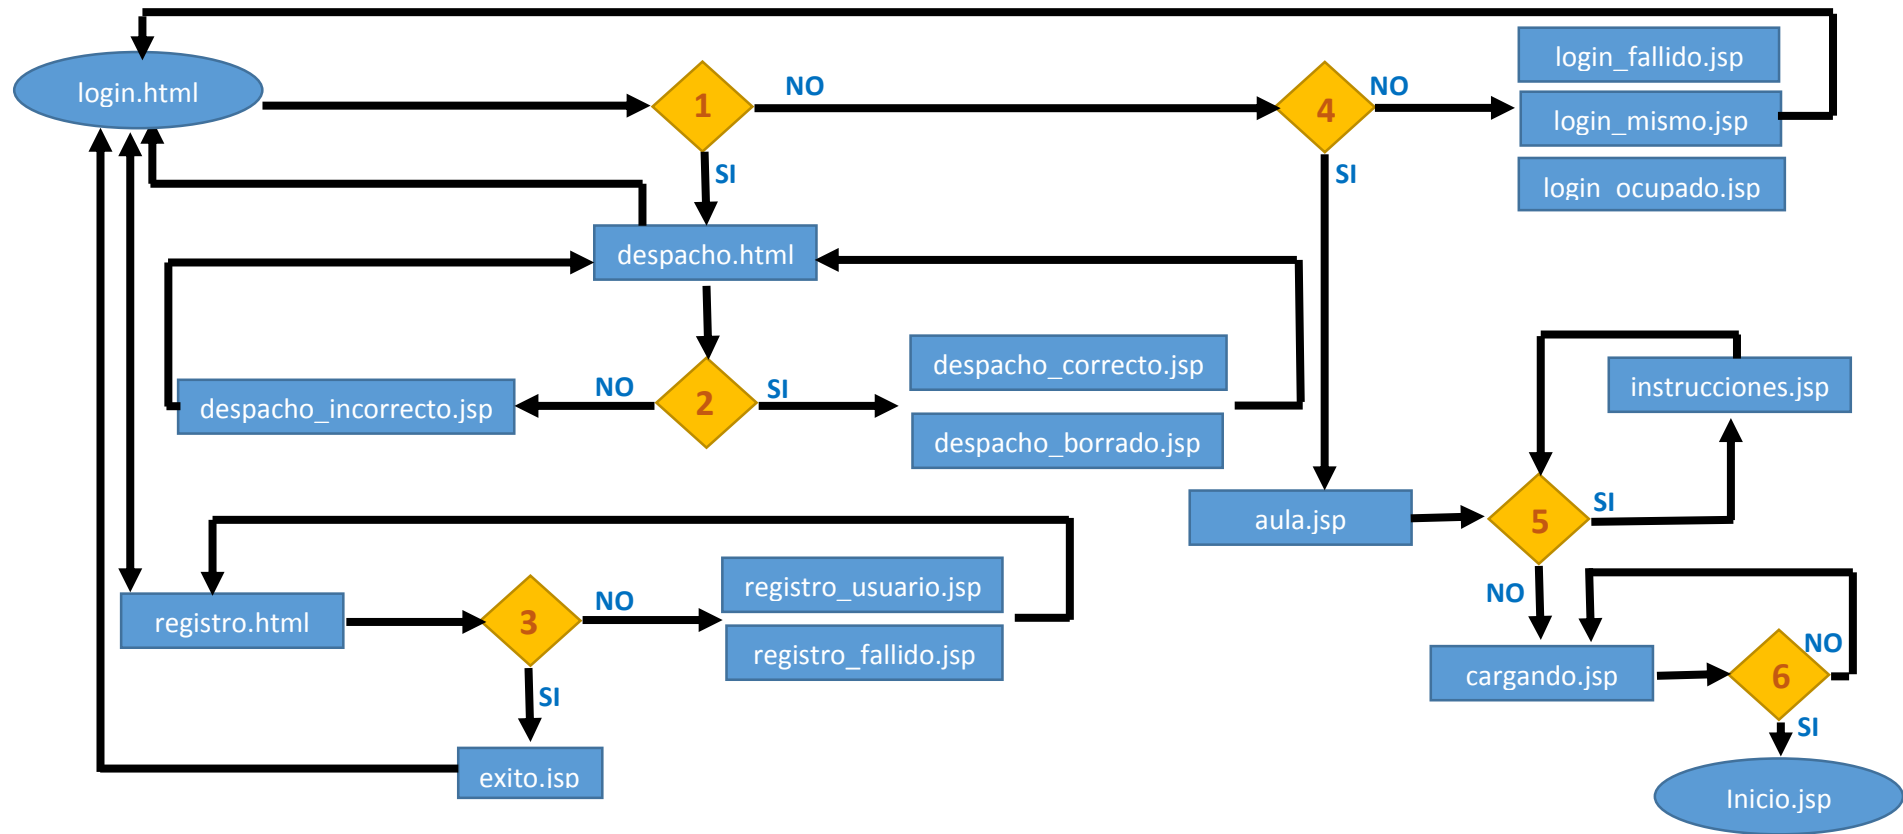 login.html
1
NO
4
NO
login_fallido.jsp
login_mismo.jsp
login_ocupado.jsp
SI
SI
despacho.html
despacho_incorrecto.jsp
NO
2
SI
despacho_correcto.jsp
despacho_borrado.jsp
instrucciones.jsp
aula.jsp
5
SI
NO
registro.html
3
NO
registro_usuario.jsp
registro_fallido.jsp
SI
exito.jsp
cargando.jsp
6
NO
SI
Inicio.jsp